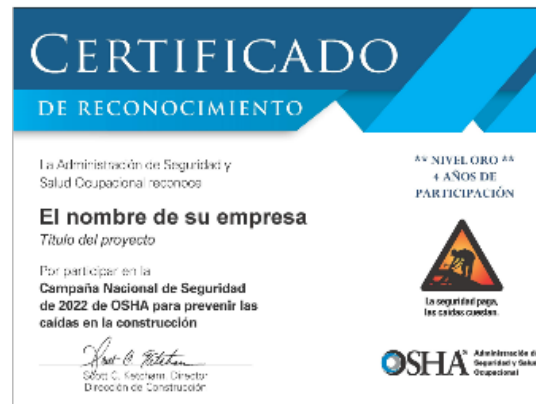 CERTIFICADO
DE RECONOCIMIENTO
La Administración de Seguridad y
Salud Ocupacional reconoce
El nombre de su empresa
Título del proyecto
Por participar en la
Campaña Nacional de Seguridad
de 2022 de OSHA para prevenir las
caídas en la construcción
Scott C. Ketcham, Director
Dirección de Construcción
** NIVEL ORO **
4 AÑOS DE
PARTICIPACIÓN
La seguridad paga,
las caídas cuestan.
OSHA®
Administración de
Seguridad y Salud
Ocupacional